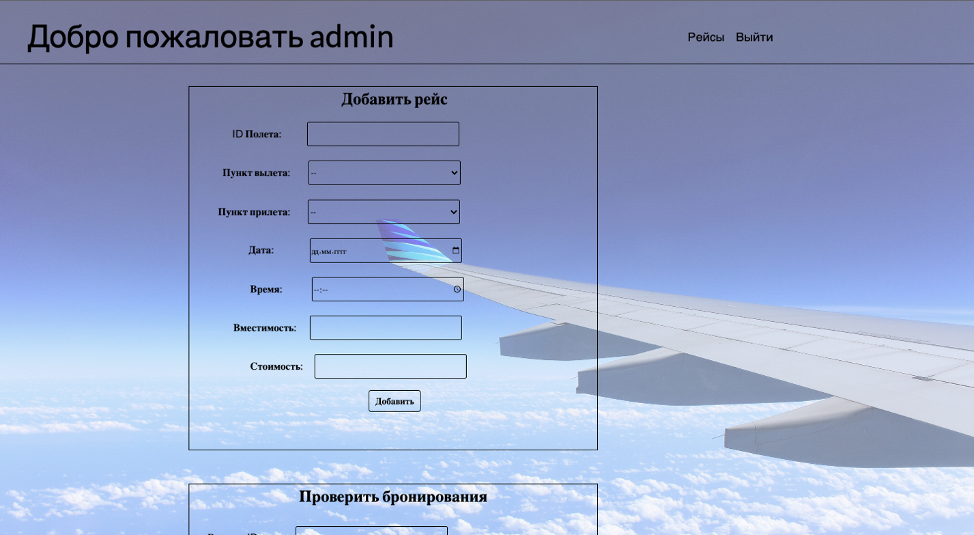 Добро пожаловать admin
Рейсы Выйти
Добавить рейс
ID Полета:
Пункт вылета: --
Пункт прилета: --
Дата: дд.мм.гггг
Время: --:--
Вместимость:
Стоимость:
Добавить
Проверить бронирования